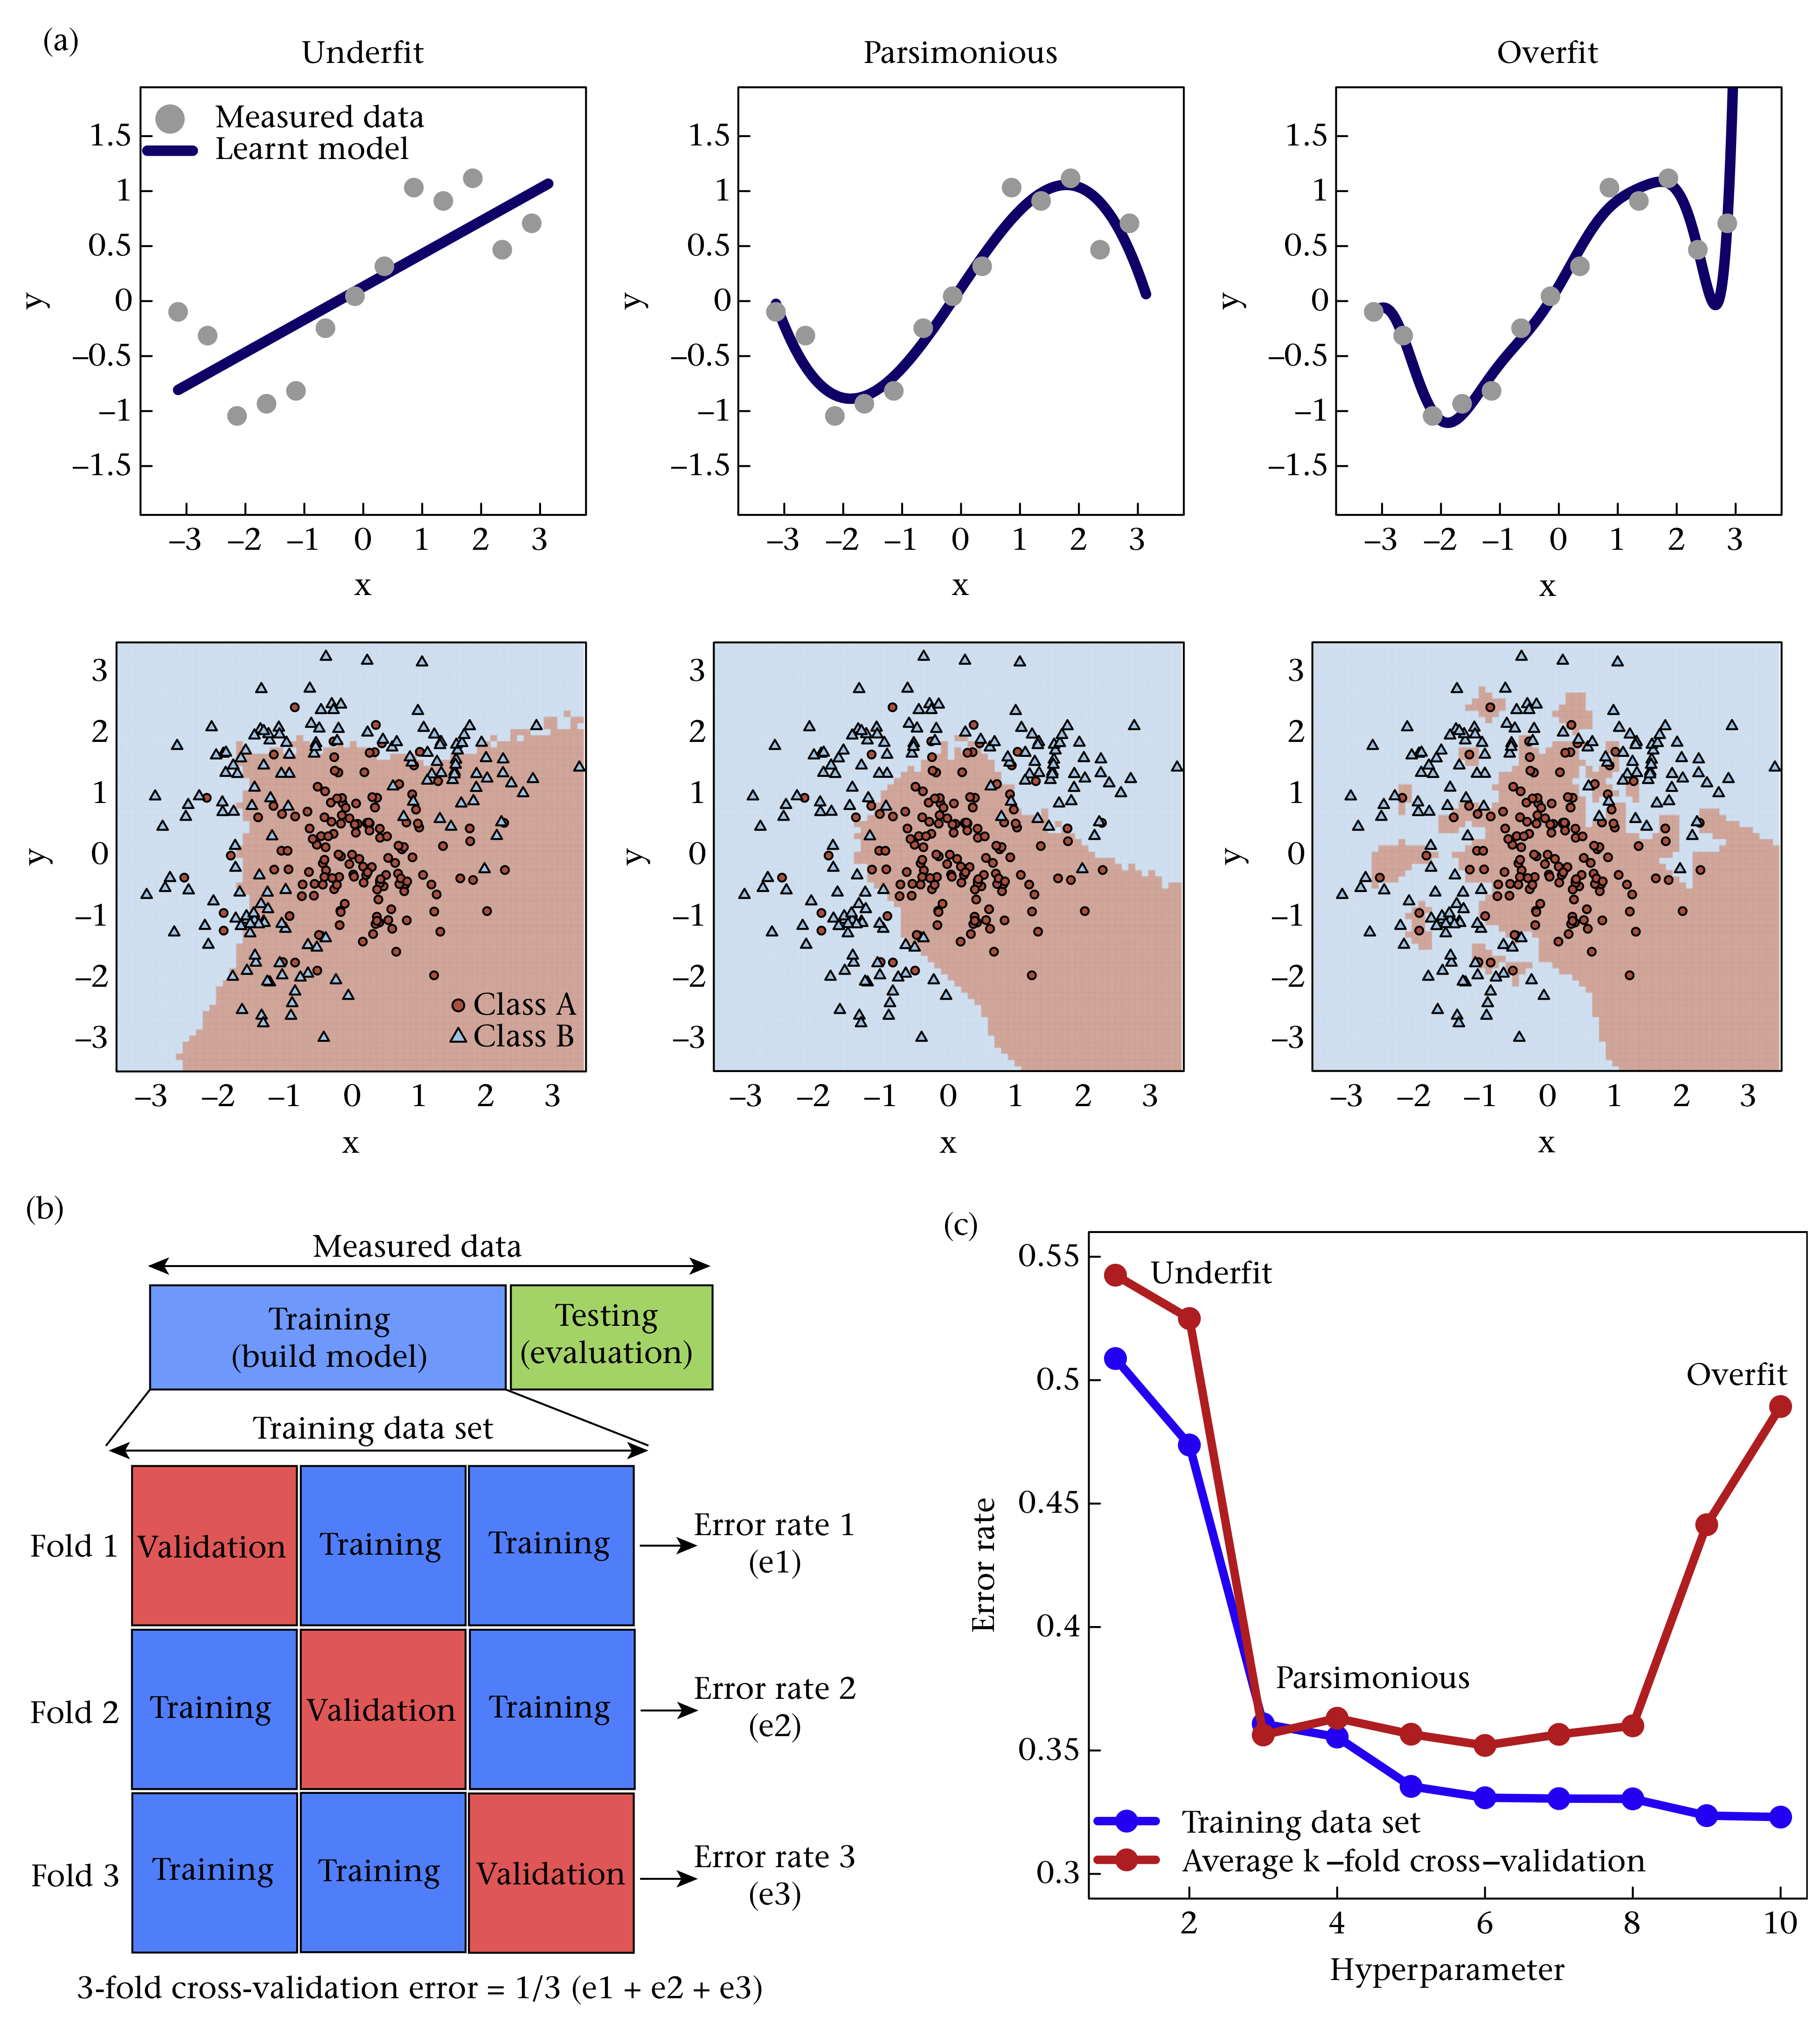 (a)
Underfit
Parsimonious
Overfit
Measured data
Learnt model
1.5
1
0.5
0
–0.5
–1
–1.5
y
–3 –2 –1 0 1 2 3
x
1.5
1
0.5
0
–0.5
–1
–1.5
y
–3 –2 –1 0 1 2 3
x
1.5
1
0.5
0
–0.5
–1
–1.5
y
–3 –2 –1 0 1 2 3
x
3
2
1
0
–1
–2
–3
y
Class A
Class B
–3 –2 –1 0 1 2 3
x
3
2
1
0
–1
–2
–3
y
–3 –2 –1 0 1 2 3
x
3
2
1
0
–1
–2
–3
y
–3 –2 –1 0 1 2 3
x
(b)
Measured data
Training
(build model)
Testing
(evaluation)
Training data set
Fold 1
Validation
Training
Training
Error rate 1
(e1)
Fold 2
Training
Validation
Training
Error rate 2
(e2)
Fold 3
Training
Training
Validation
Error rate 3
(e3)
3-fold cross-validation error = 1/3 (e1 + e2 + e3)
(c)
0.55
0.5
0.45
0.4
0.35
0.3
Error rate
Underfit
Overfit
Parsimonious
Training data set
Average k–fold cross–validation
2 4 6 8 10
Hyperparameter